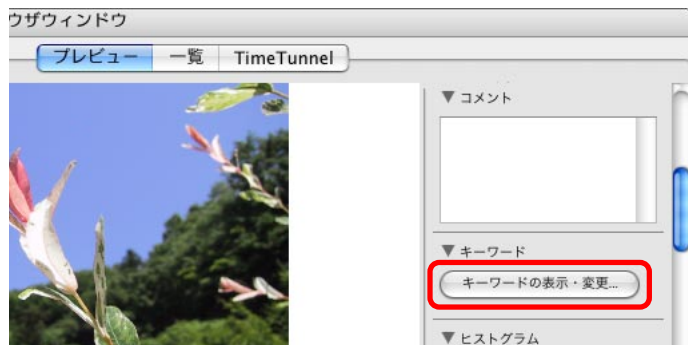 ウザウィンドウ
プレビュー 一覧 TimeTunnel
▼ コメント
▼ キーワード
キーワードの表示・変更...
▼ ヒストグラム